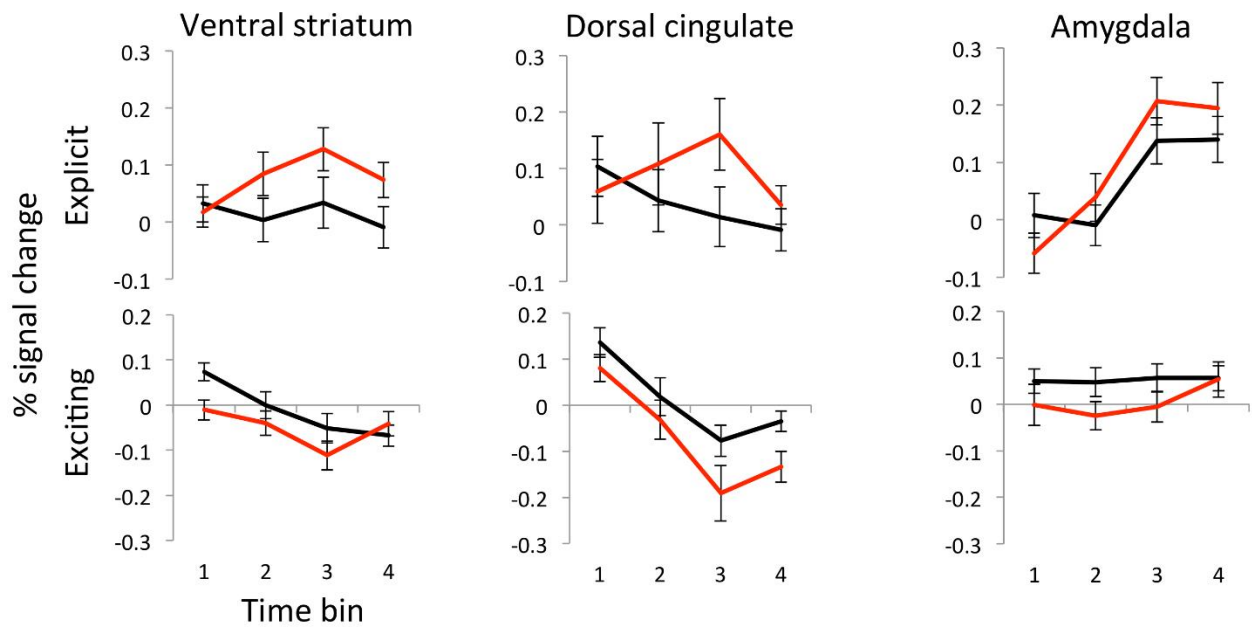 Ventral striatum Dorsal cingulate Amygdala
% signal change
Explicit
0.3 0.3 0.3
0.2 0.2 0.2
0.1 0.1 0.1
0 0 0
-0.1 -0.1 -0.1
Exciting
0.2 0.2 0.2
0.1 0.1 0.1
0 0 0
-0.1 -0.1 -0.1
-0.2 -0.2 -0.2
-0.3 -0.3 -0.3
1 2 3 4 1 2 3 4 1 2 3 4
Time bin